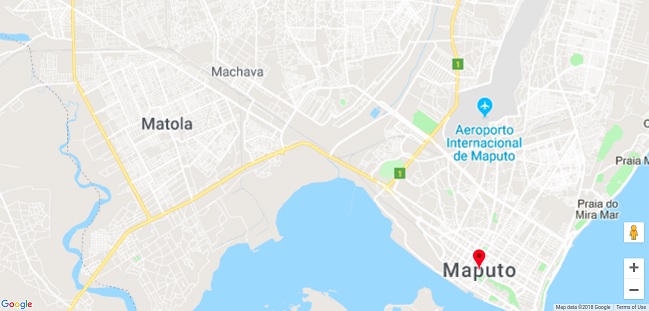 1
Machava
Matola
Aeroporto
Internacional
de Maputo
Praia M
1
Praia do
Mira Mar
Maputo
+
−
Google
Map data ©2018 Google
Terms of Use